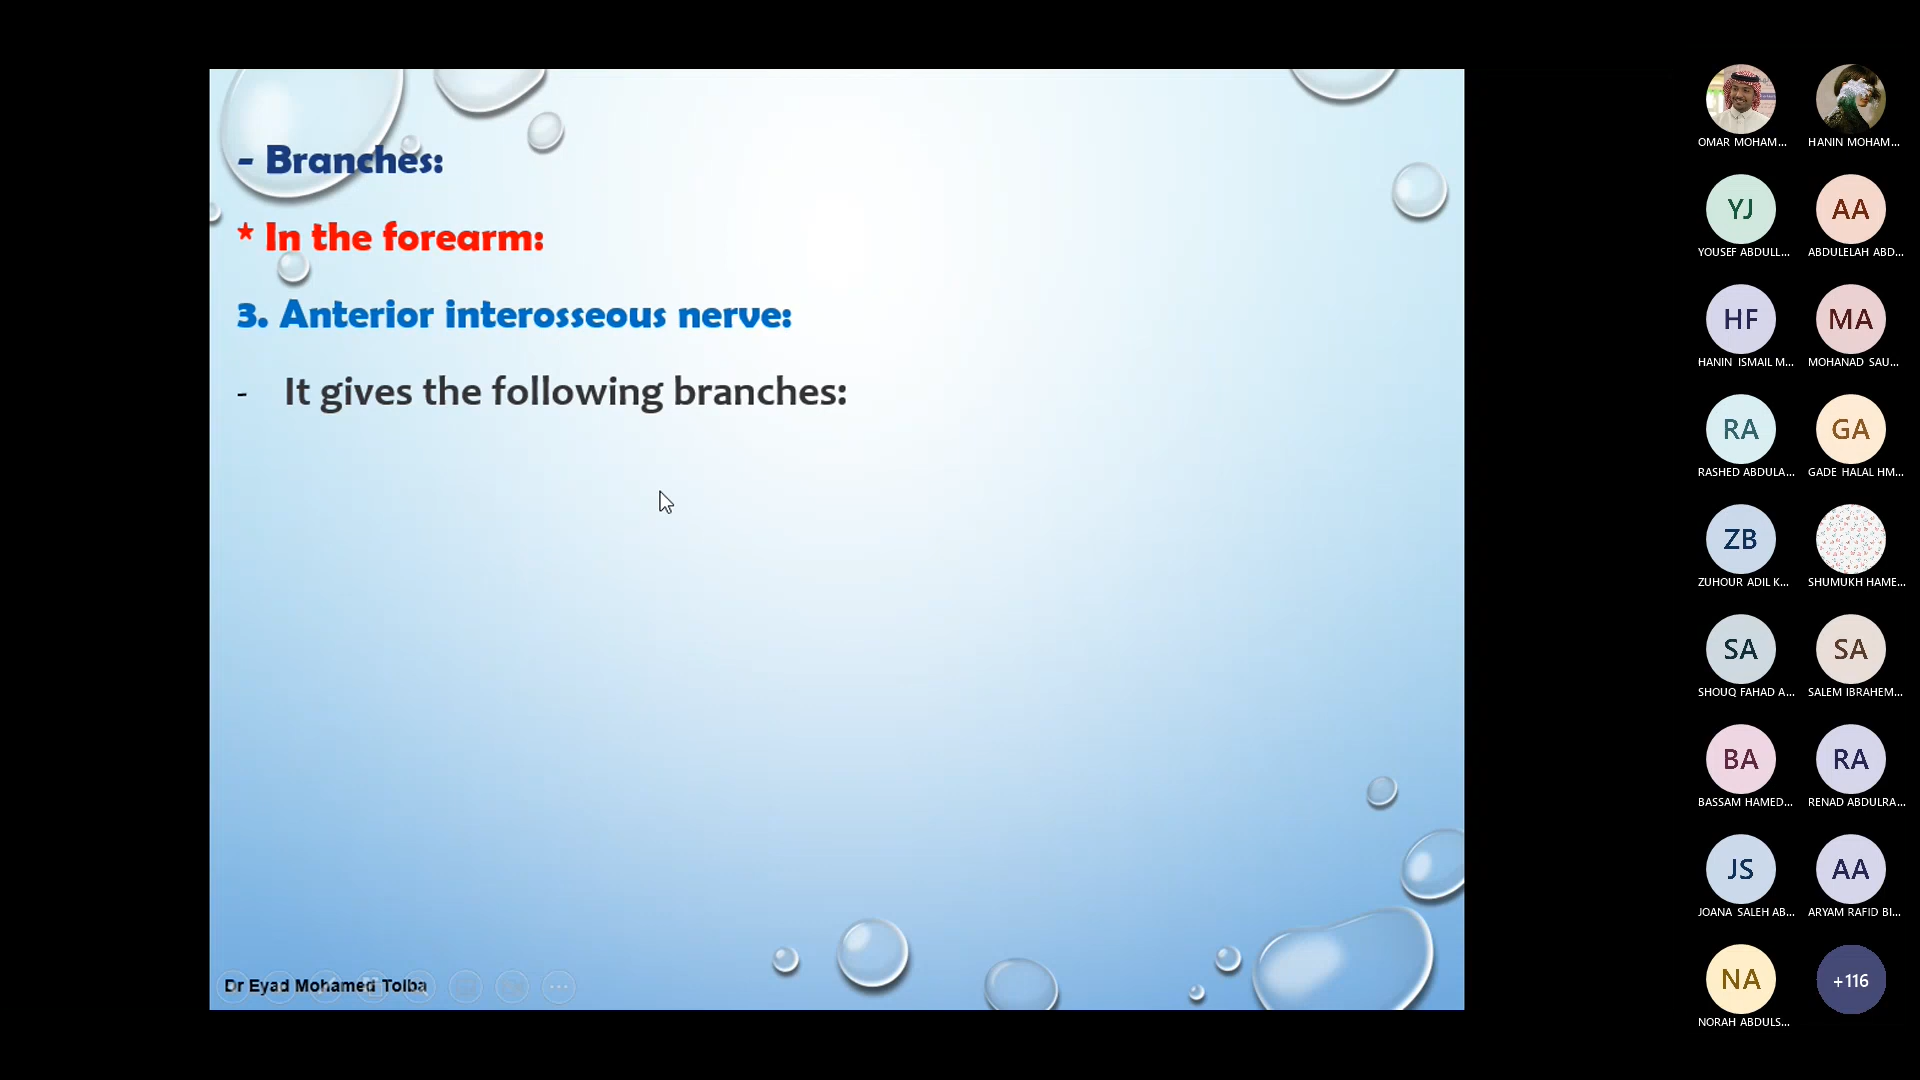 - Branches:
* In the forearm:
3. Anterior interosseous nerve:
- It gives the following branches:
Dr Eyad Mohamed Tolba
OMAR MOHAM...
HANIN MOHAM...
YJ
AA
YOUSEF ABDULL...
ABDULELAH ABD...
HF
MA
HANIN ISMAIL M...
MOHANAD SAU...
RA
GA
RASHED ABDULA...
GADE HALAL HM...
ZB
ZUHOUR ADIL K...
SHUMUKH HAME...
SA
SA
SHOUQ FAHAD A...
SALEM IBRAHEM...
BA
RA
BASSAM HAMED...
RENAD ABDULRA...
JS
AA
JOANA SALEH AB...
ARYAM RAFID BI...
NA
+116
NORAH ABDULS...